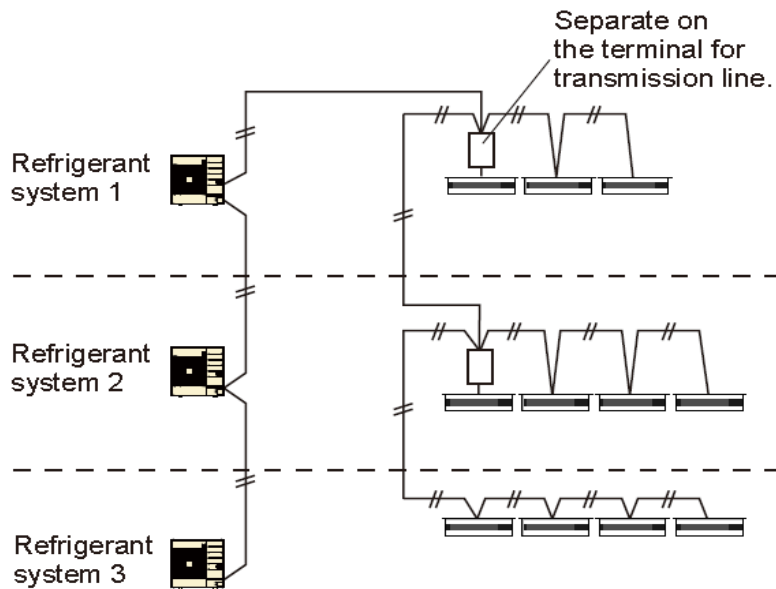 Separate on
the terminal for
transmission line.
Refrigerant
system 1
Refrigerant
system 2
Refrigerant
system 3